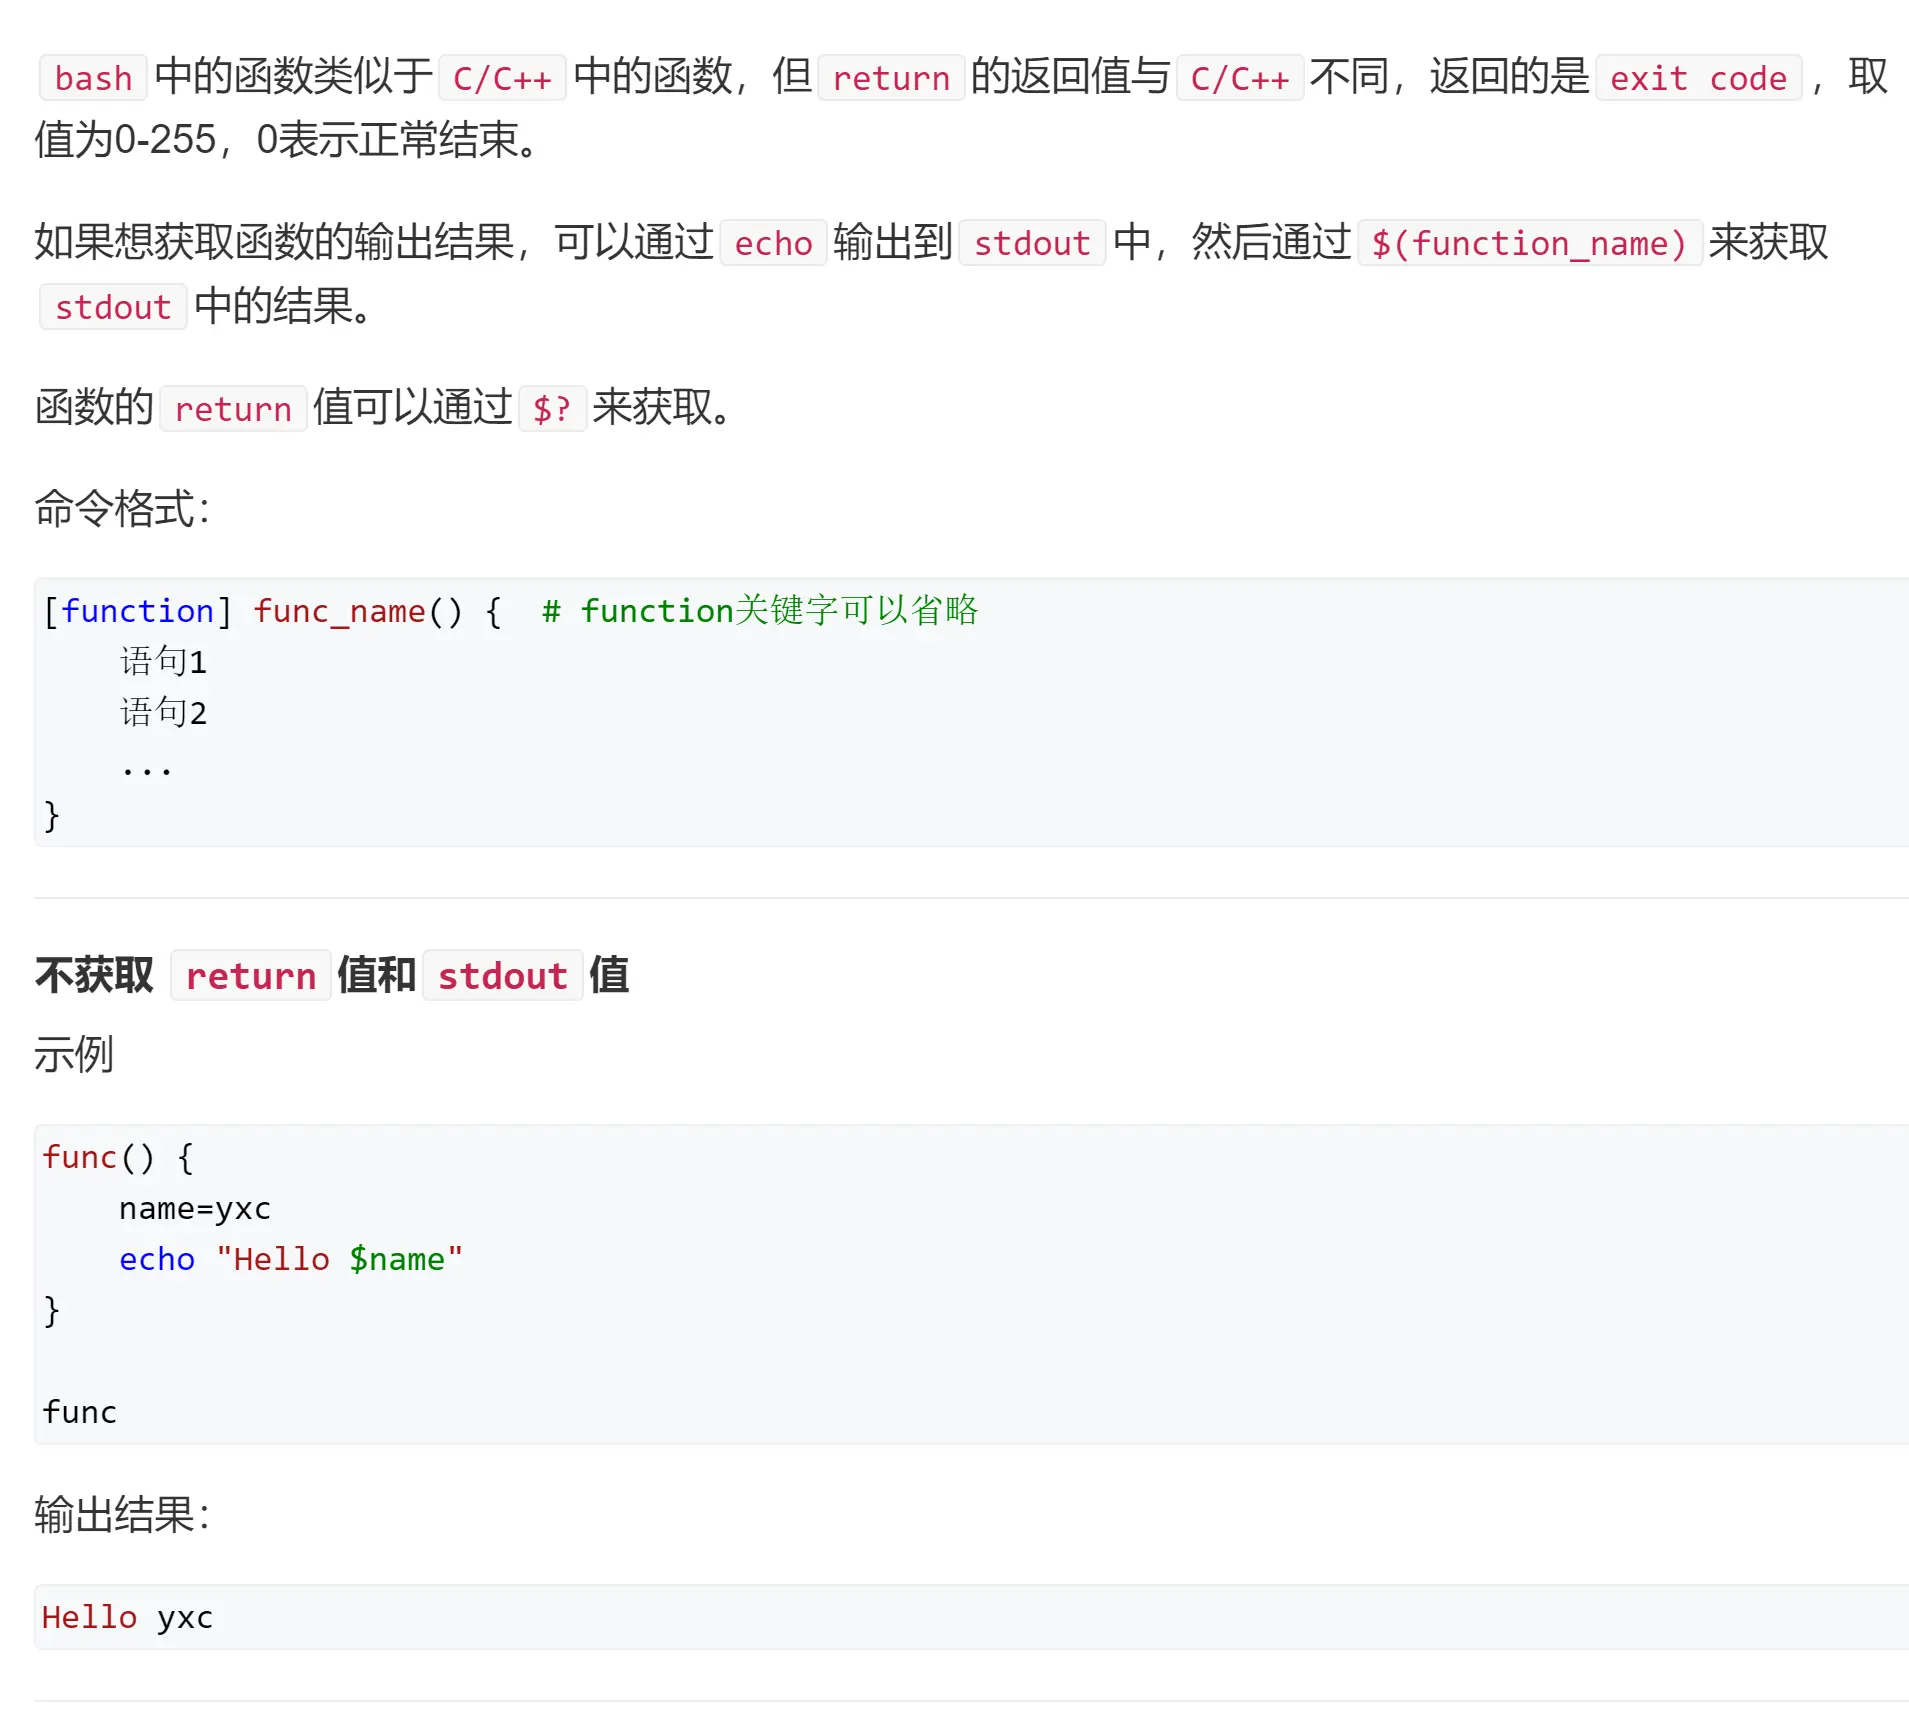 bash 中的函数类似于 C/C++ 中的函数，但 return 的返回值与 C/C++ 不同，返回的是 exit code ，取
值为0-255，0表示正常结束。
如果想获取函数的输出结果，可以通过 echo 输出到 stdout 中，然后通过 $(function_name) 来获取
stdout 中的结果。
函数的 return 值可以通过 $? 来获取。
命令格式：
[function] func_name() {  # function关键字可以省略
    语句1
    语句2
    ...
}
不获取 return 值和 stdout 值
示例
func() {
    name=yxc
    echo "Hello $name"
}
func
输出结果：
Hello yxc